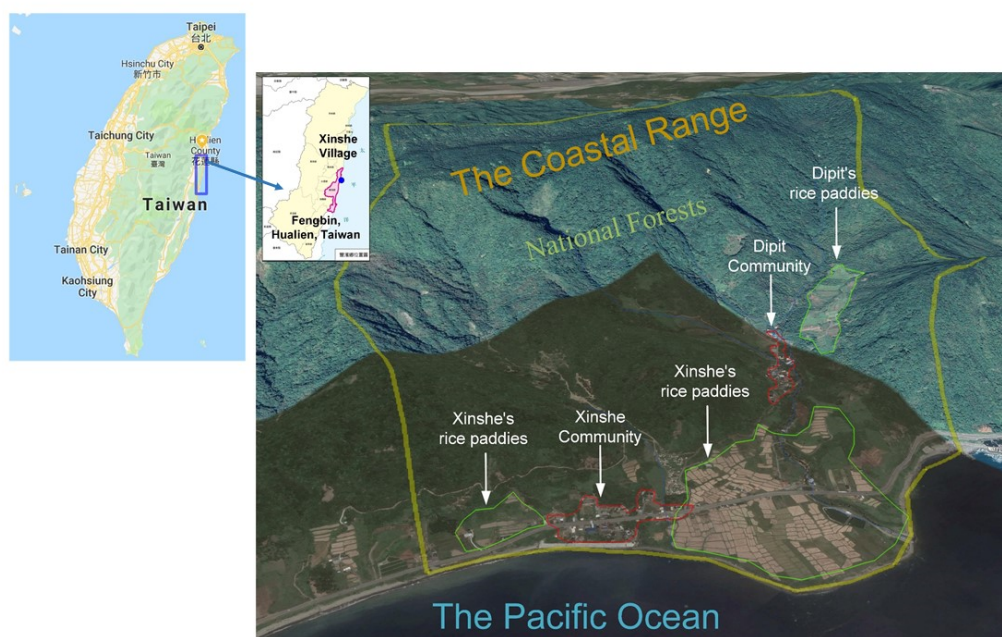 Taipei
台北
Hsinchu City
新竹市
Taichung City
County
花蓮縣
Taiwan
臺灣
Taiwan
Tainan City
Kaohsiung
City
Xinshe
Village
Fengbin,
Hualien, Taiwan
The Coastal Range
National Forests
Dipit's
rice paddies
Dipit
Community
Xinshe's
rice paddies
Xinshe's
rice paddies
Xinshe
Community
The Pacific Ocean